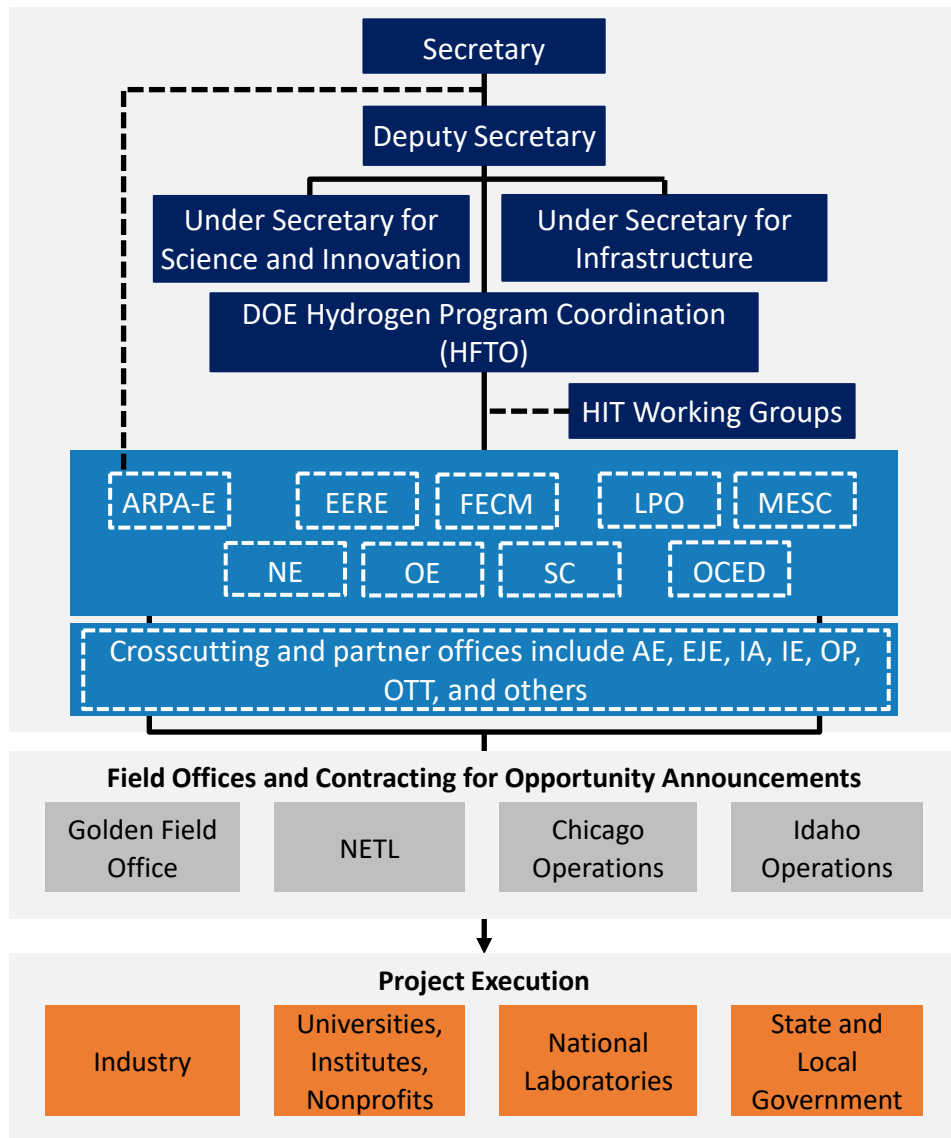 Secretary
Deputy Secretary
Under Secretary for
Science and Innovation
Under Secretary for
Infrastructure
DOE Hydrogen Program Coordination
(HFTO)
HIT Working Groups
ARPA-E
EERE
FECM
LPO
MESC
NE
OE
SC
OCED
Crosscutting and partner offices include AE, EJE, IA, IE, OP,
OTT, and others
Field Offices and Contracting for Opportunity Announcements
Golden Field
Office
NETL
Chicago
Operations
Idaho
Operations
Project Execution
Industry
Universities,
Institutes,
Nonprofits
National
Laboratories
State and
Local
Government